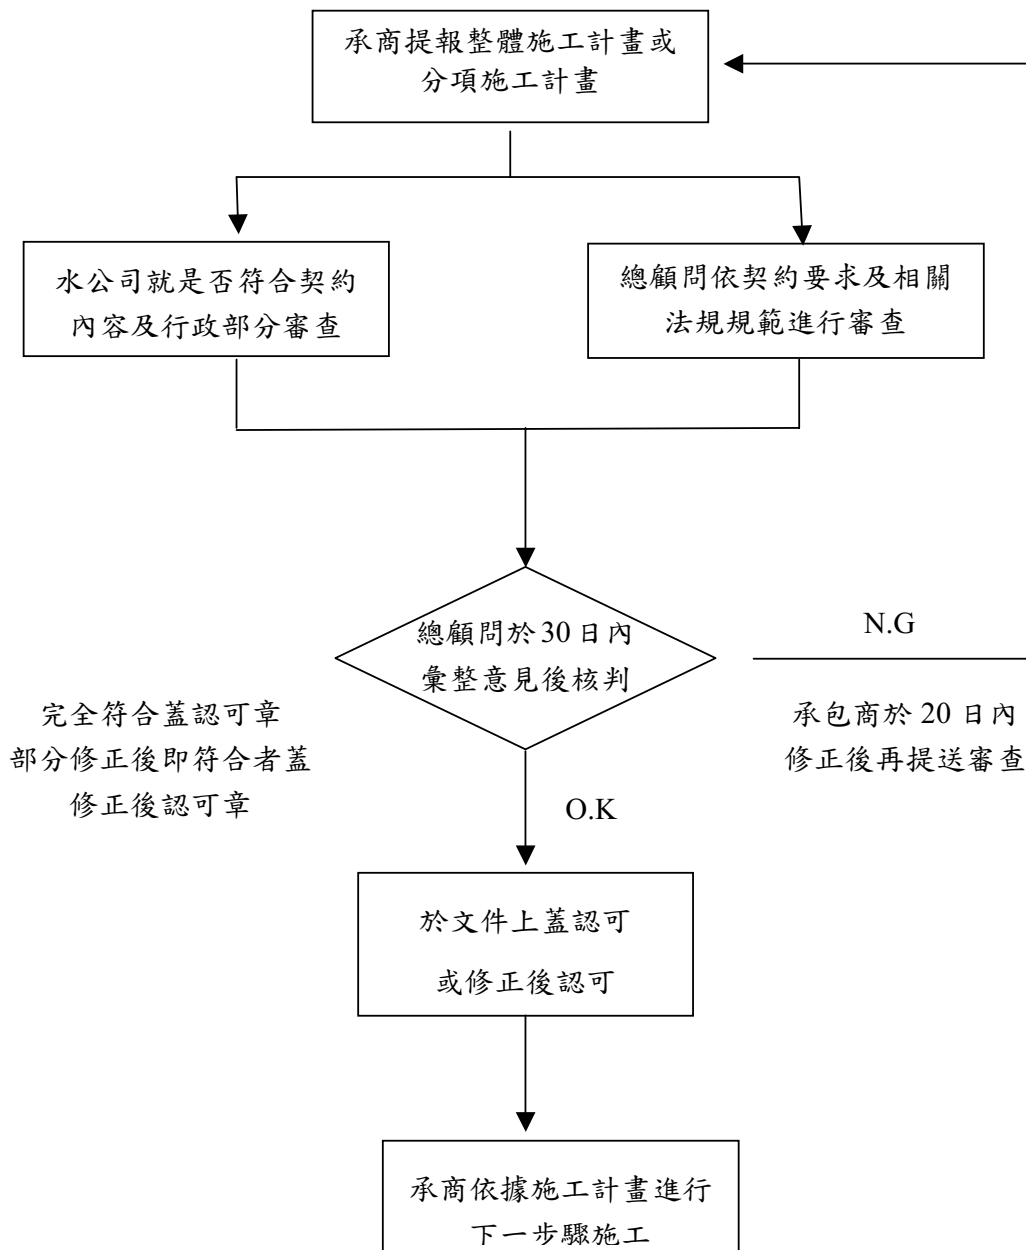 承商提報整體施工計畫或
分項施工計畫
水公司就是否符合契約
內容及行政部分審查
總顧問依契約要求及相關
法規規範進行審查
總顧問於 30 日內
彙整意見後核判
N.G
承包商於 20 日內
修正後再提送審查
完全符合蓋認可章
部分修正後即符合者蓋
修正後認可章
O.K
於文件上蓋認可
或修正後認可
承商依據施工計畫進行
下一步驟施工